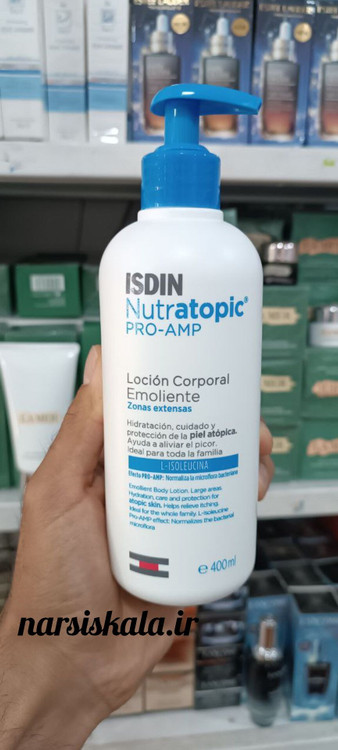 ISDIN
Nutratopic®
PRO-AMP
Loción Corporal
Emoliente
Zonas extensas
Hidratación, cuidado y
protección de la piel atópica.
Ayuda a aliviar el picor.
Ideal para toda la familia
L-ISOLEUCINA
Efecto PRO-AMP: Normaliza la microflora bacteriana
Emollient Body Lotion. Large areas
Hydration, care and protection for
atopic skin. Helps relieve itching.
Ideal for the whole family. L-isoleucine
Pro-AMP effect: Normalizes the bacterial
microflora
e 400ml
narsiskala.ir
LA MER